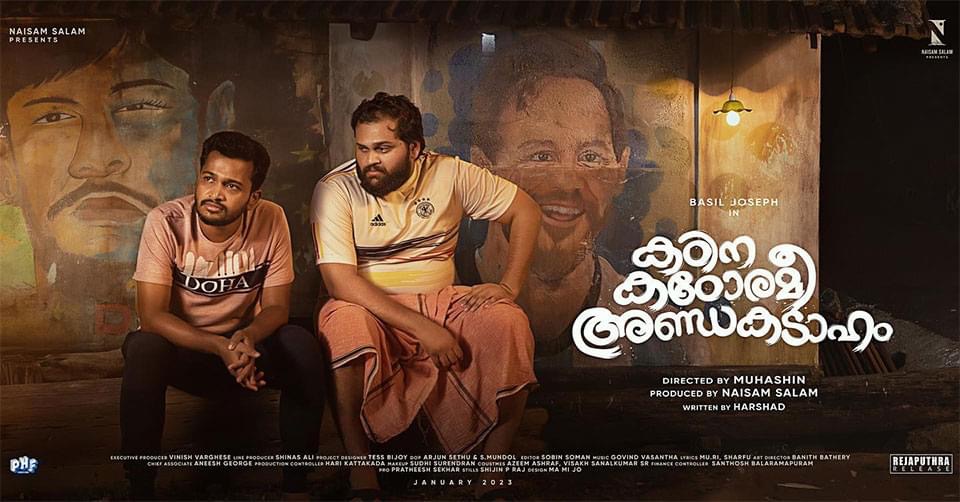 NAISAM SALAM
PRESENTS
N
NAISAM SALAM
PRESENTS
BASIL JOSEPH
IN
കഠിന
കഠോരമീ
അണ്ഡകടാഹം
DOHA
adidas
DIRECTED BY MUHASHIN
PRODUCED BY NAISAM SALAM
WRITTEN BY HARSHAD
EXECUTIVE PRODUCER VINISH VARGHESE LINE PRODUCER SHINAS ALI PROJECT DESIGNER TESS BIJOY DOP ARJUN SETHU & S.MUNDOL EDITOR SOBIN SOMAN MUSIC GOVIND VASANTHA LYRICS MU.RI, SHARFU ART DIRECTOR BANITH BATHERY
CHIEF ASSOCIATE ANEESH GEORGE PRODUCTION CONTROLLER HARI KATTAKADA MAKEUP SUDHI SURENDRAN COUSTMES AZEEM ASHRAF, VISAKH SANALKUMAR SR FINANCE CONTROLLER SANTHOSH BALARAMAPURAM
PRO PRATHEESH SEKHAR STILLS SHIJIN P RAJ DESIGN MA MI JO
JANUARY 2023
PHF
REJAPUTHRA
RELEASE